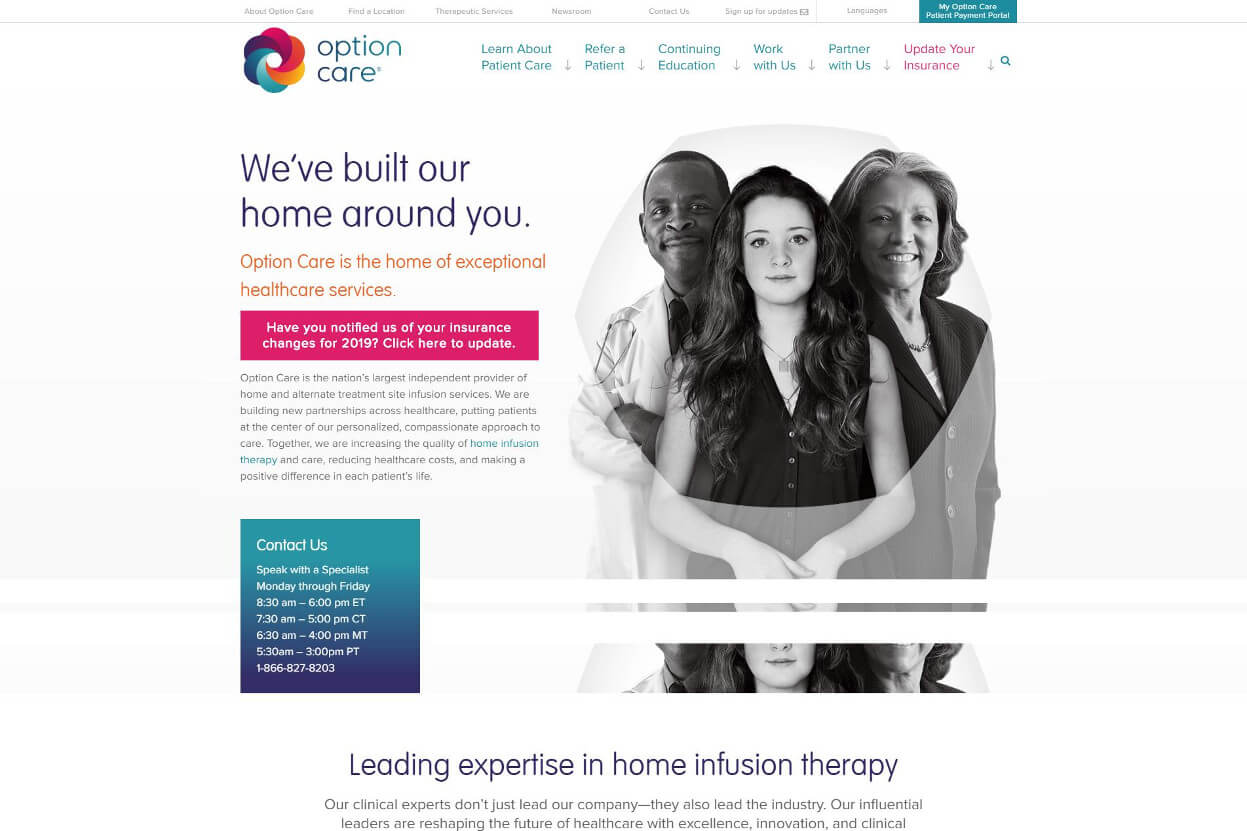 About Option Care
Find a Location
Therapeutic Services
Newsroom
Contact Us
Sign up for updates
Languages
My Option Care
Patient Payment Portal
option
care®
Learn About
Patient Care
Refer a
Patient
Continuing
Education
Work
with Us
Partner
with Us
Update Your
Insurance
We've built our
home around you.
Option Care is the home of exceptional
healthcare services.
Have you notified us of your insurance
changes for 2019? Click here to update.
Option Care is the nation's largest independent provider of
home and alternate treatment site infusion services. We are
building new partnerships across healthcare, putting patients
at the center of our personalized, compassionate approach to
care. Together, we are increasing the quality of home infusion
therapy and care, reducing healthcare costs, and making a
positive difference in each patient's life.
Contact Us
Speak with a Specialist
Monday through Friday
8:30 am – 6:00 pm ET
7:30 am – 5:00 pm CT
6:30 am – 4:00 pm MT
5:30am – 3:00pm PT
1-866-827-8203
Leading expertise in home infusion therapy
Our clinical experts don't just lead our company—they also lead the industry. Our influential
leaders are reshaping the future of healthcare with excellence, innovation, and clinical